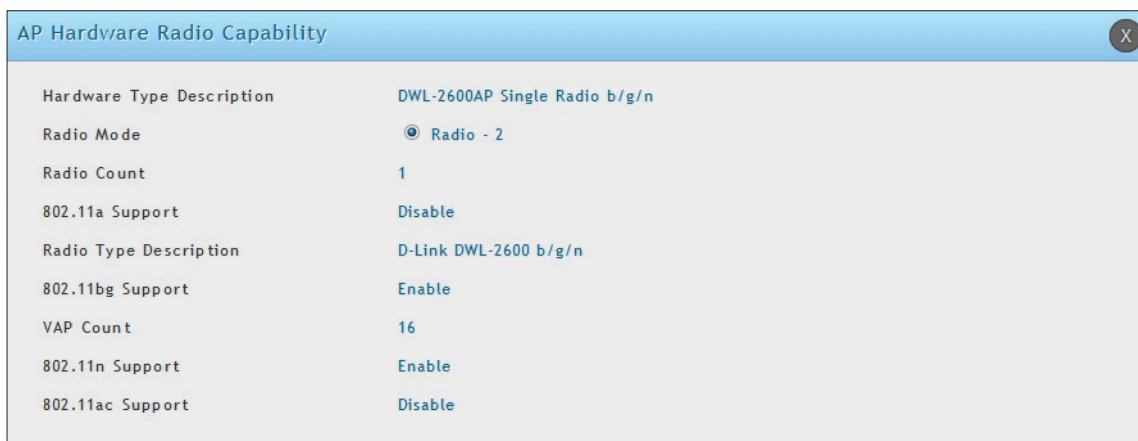 AP Hardware Radio Capability X
Hardware Type Description DWL-2600AP Single Radio b/g/n
Radio Mode Radio - 2
Radio Count 1
802.11a Support Disable
Radio Type Description D-Link DWL-2600 b/g/n
802.11bg Support Enable
VAP Count 16
802.11n Support Enable
802.11ac Support Disable